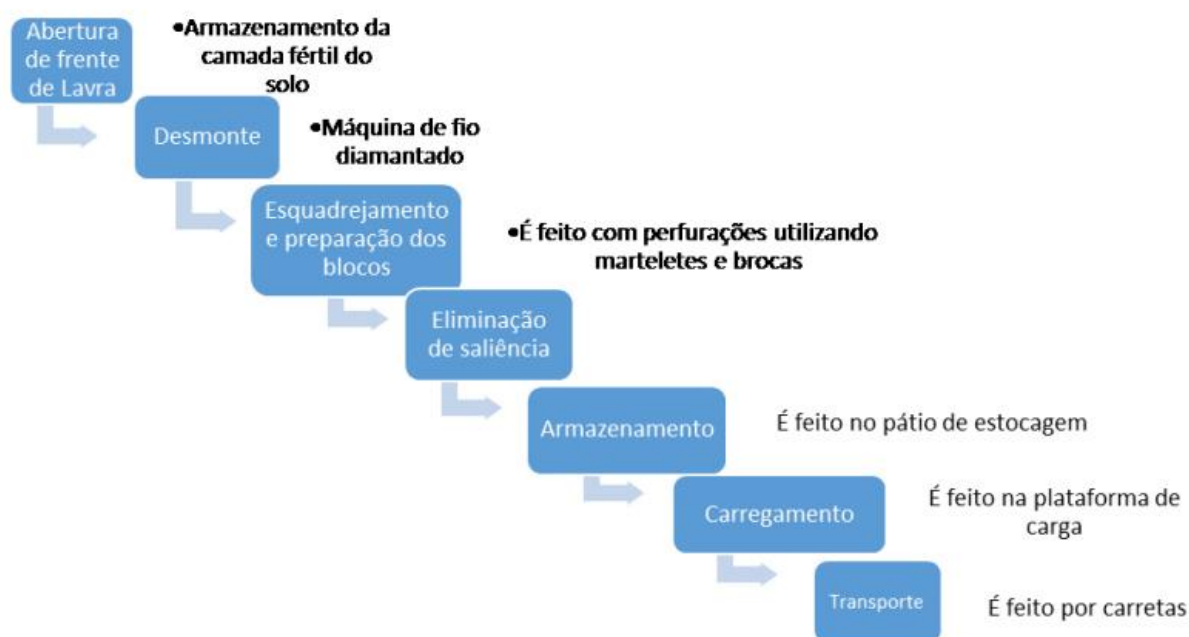 Abertura
de frente
de Lavra
•Armazenamento da
camada fértil do
solo
Desmonte
•Máquina de fio
diamantado
Esquadrejamento
e preparação dos
blocos
•É feito com perfurações utilizando
marteletes e brocas
Eliminação
de saliência
Armazenamento
É feito no pátio de estocagem
Carregamento
É feito na plataforma de
carga
Transporte
É feito por carretas